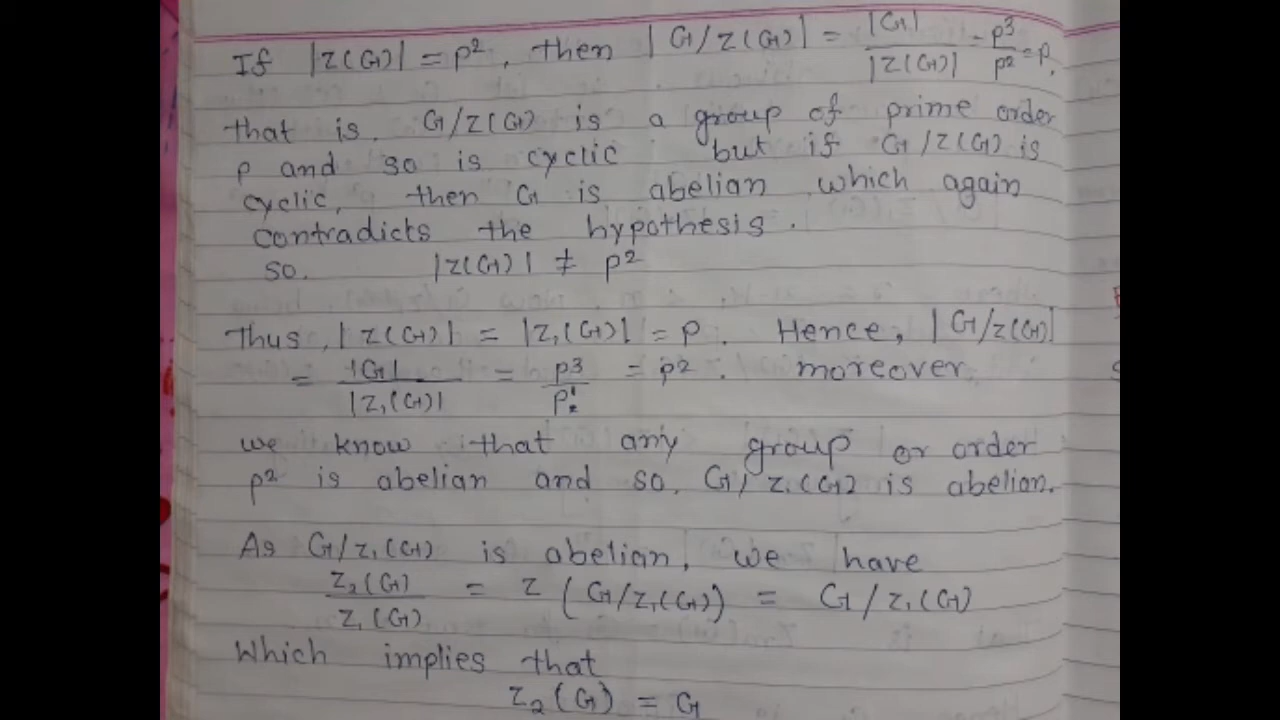 If |Z(G)| = p², then |G/Z(G)| = |G|/|Z(G)| = p³/p² = p,
that is. G/Z(G) is a group of prime order
p and so is cyclic but if G/Z(G) is
cyclic, then G is abelian which again
contradicts the hypothesis.
so. |Z(G)| ≠ p²
Thus, |Z(G)| = |Z₁(G)| = p. Hence, |G/Z(G)|
= |G|/|Z₁(G)| = p³/p¹ = p². moreover
we know that any group or order
p² is abelian and so, G/Z₁(G) is abelian.
As G/Z₁(G) is abelian, we have
Z₂(G)/Z₁(G) = Z(G/Z₁(G)) = G/Z₁(G)
Which implies that
Z₂(G) = G